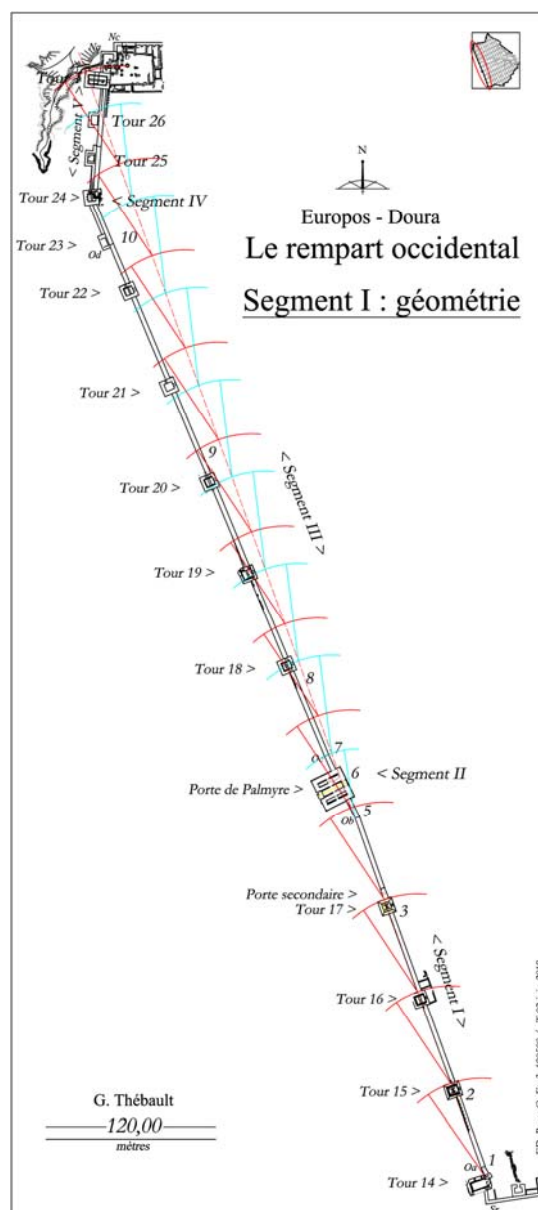 Nc
Tour
Tour 26
< Segment V >
Tour 25
Tour 24 >
< Segment IV
Tour 23 >
Od
10
N
Europos - Doura
Le rempart occidental
Segment I : géométrie
Tour 22 >
Tour 21 >
9
Tour 20 >
< Segment III >
Tour 19 >
Tour 18 >
8
7
O
6
< Segment II
Porte de Palmyre >
5
Ob
Porte secondaire >
Tour 17 >
3
< Segment I >
Tour 16 >
Tour 15 >
2
G. Thébault
120,00
mètres
1
Oa
Tour 14 >